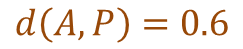 d(A, P) = 0.6